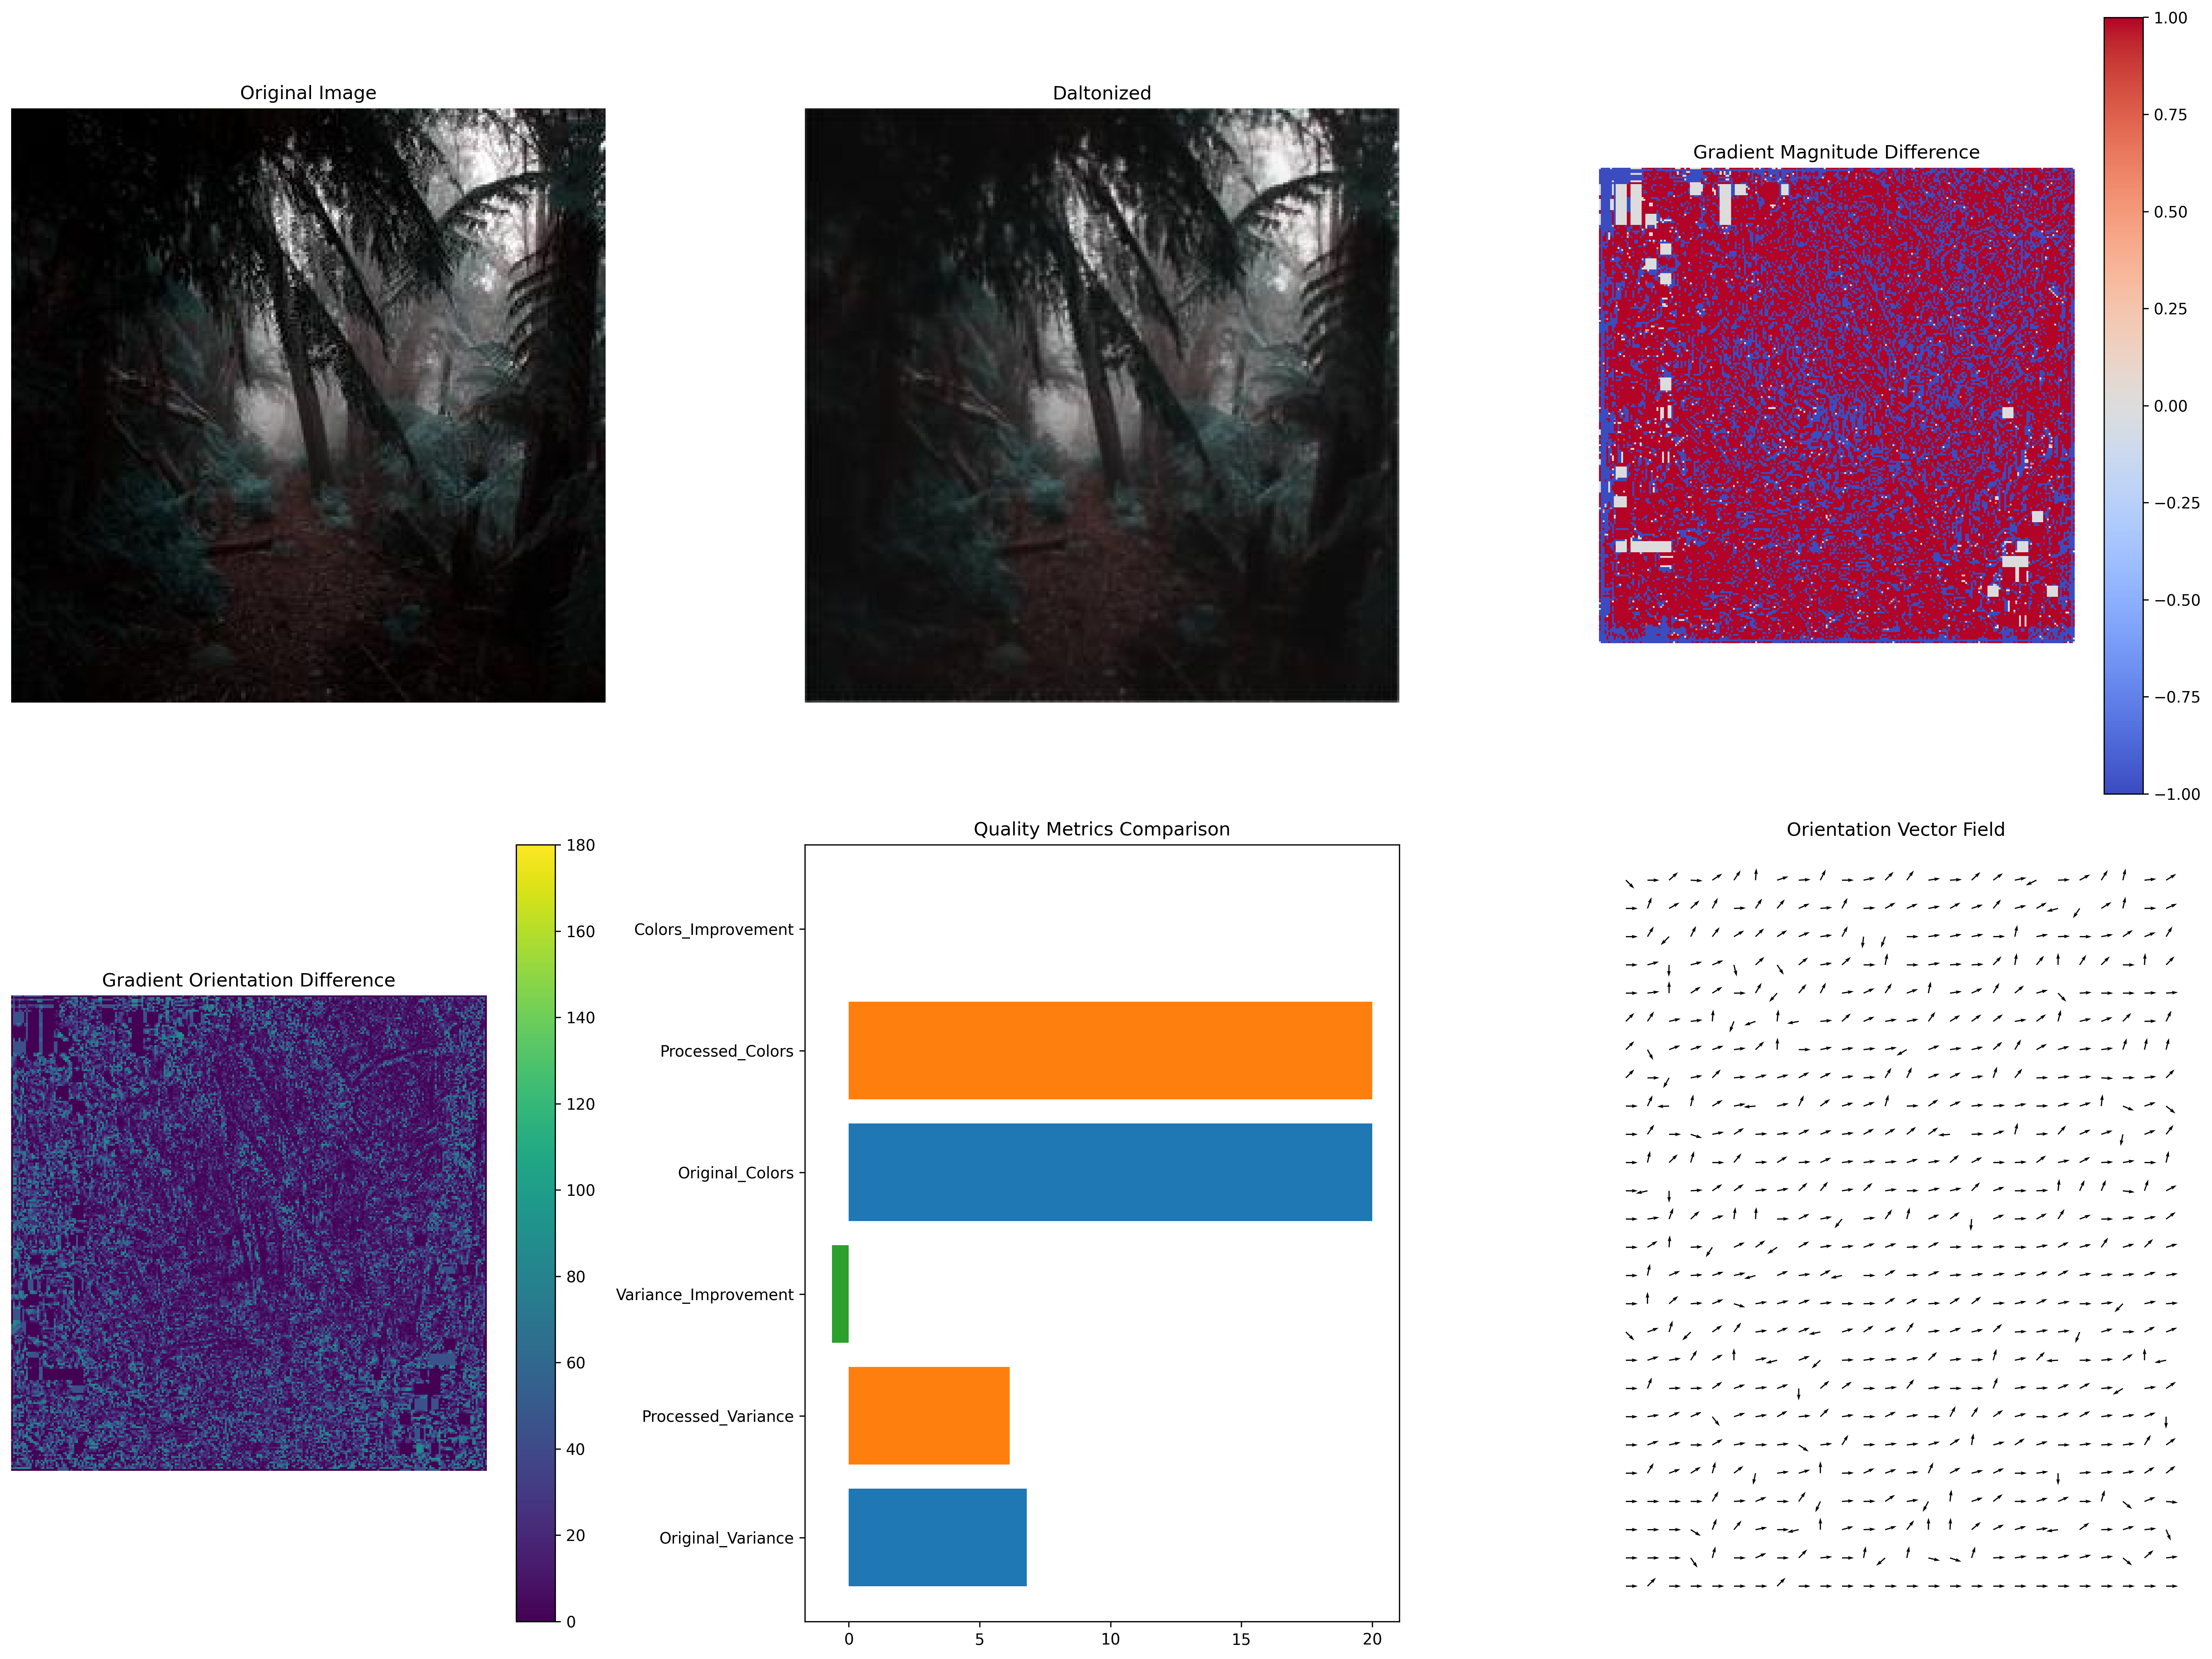 Original Image
Daltonized
Gradient Magnitude Difference
1.00
0.75
0.50
0.25
0.00
−0.25
−0.50
−0.75
−1.00
Gradient Orientation Difference
180
160
140
120
100
80
60
40
20
0
Quality Metrics Comparison
Colors_Improvement
Processed_Colors
Original_Colors
Variance_Improvement
Processed_Variance
Original_Variance
0 5 10 15 20
Orientation Vector Field